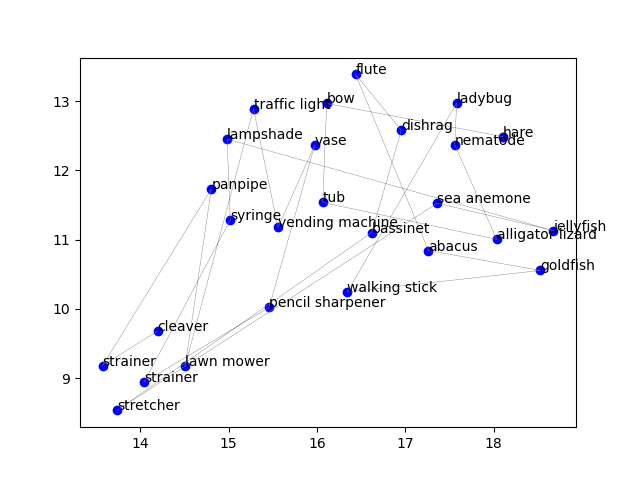 flute
13
traffic light
bow
ladybug
lampshade
vase
dishrag
nematode
hare
12
panpipe
tub
sea anemone
syringe
vending machine
bassinet
alligator lizard
jellyfish
11
abacus
goldfish
walking stick
10
pencil sharpener
cleaver
strainer
lawn mower
9
strainer
stretcher
14
15
16
17
18